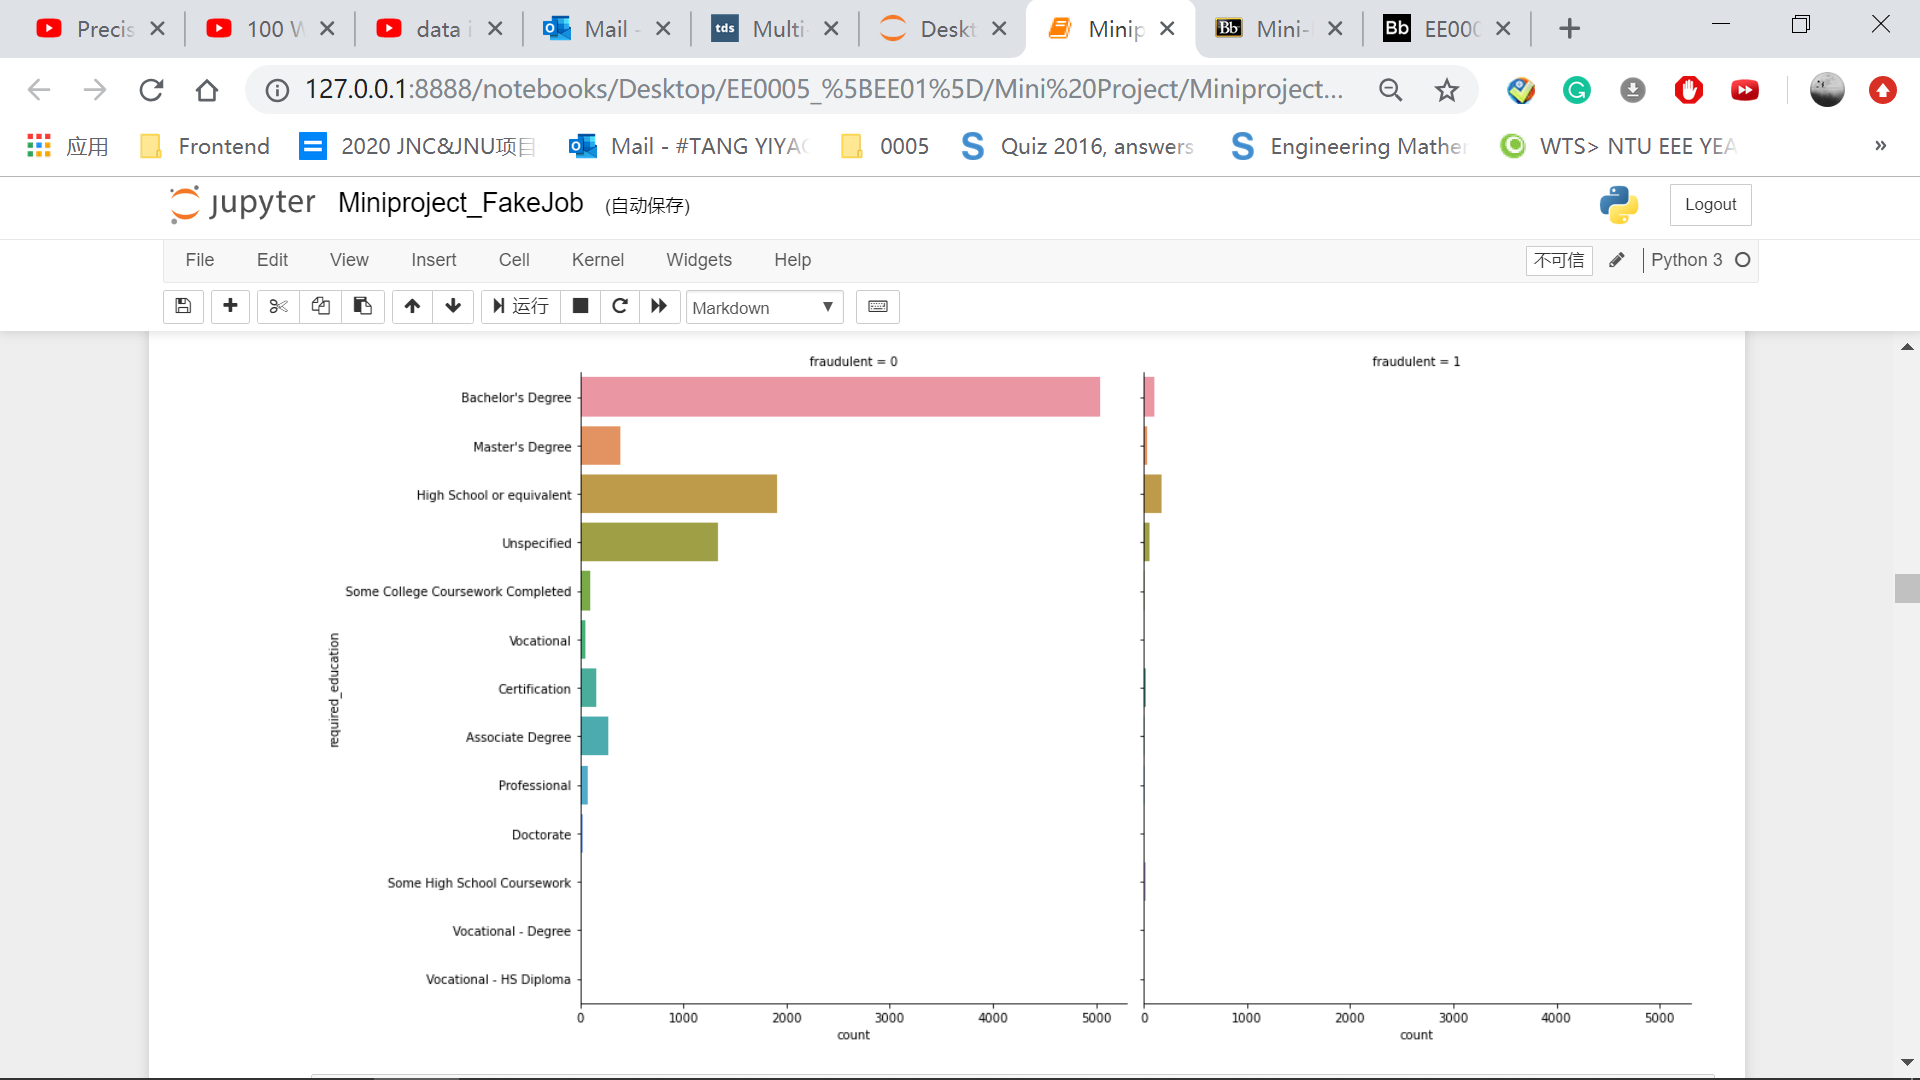 Precis
100 W
data i
Mail -
tds
Multi-
Deskt
Minip
Bb
Mini-
Bb
EE000
127.0.0.1:8888/notebooks/Desktop/EE0005_%5BEE01%5D/Mini%20Project/Miniproject...
应用
Frontend
2020 JNC&JNU项目
Mail - #TANG YIYAO
0005
Quiz 2016, answers
Engineering Mather
WTS> NTU EEE YEA
»
jupyter
Miniproject_FakeJob
(自动保存)
Logout
File
Edit
View
Insert
Cell
Kernel
Widgets
Help
不可信
Python 3
运行
Markdown
fraudulent = 0
fraudulent = 1
Bachelor's Degree
Master's Degree
High School or equivalent
Unspecified
Some College Coursework Completed
Vocational
Certification
Associate Degree
Professional
Doctorate
Some High School Coursework
Vocational - Degree
Vocational - HS Diploma
required_education
0 1000 2000 3000 4000 5000
count
0 1000 2000 3000 4000 5000
count